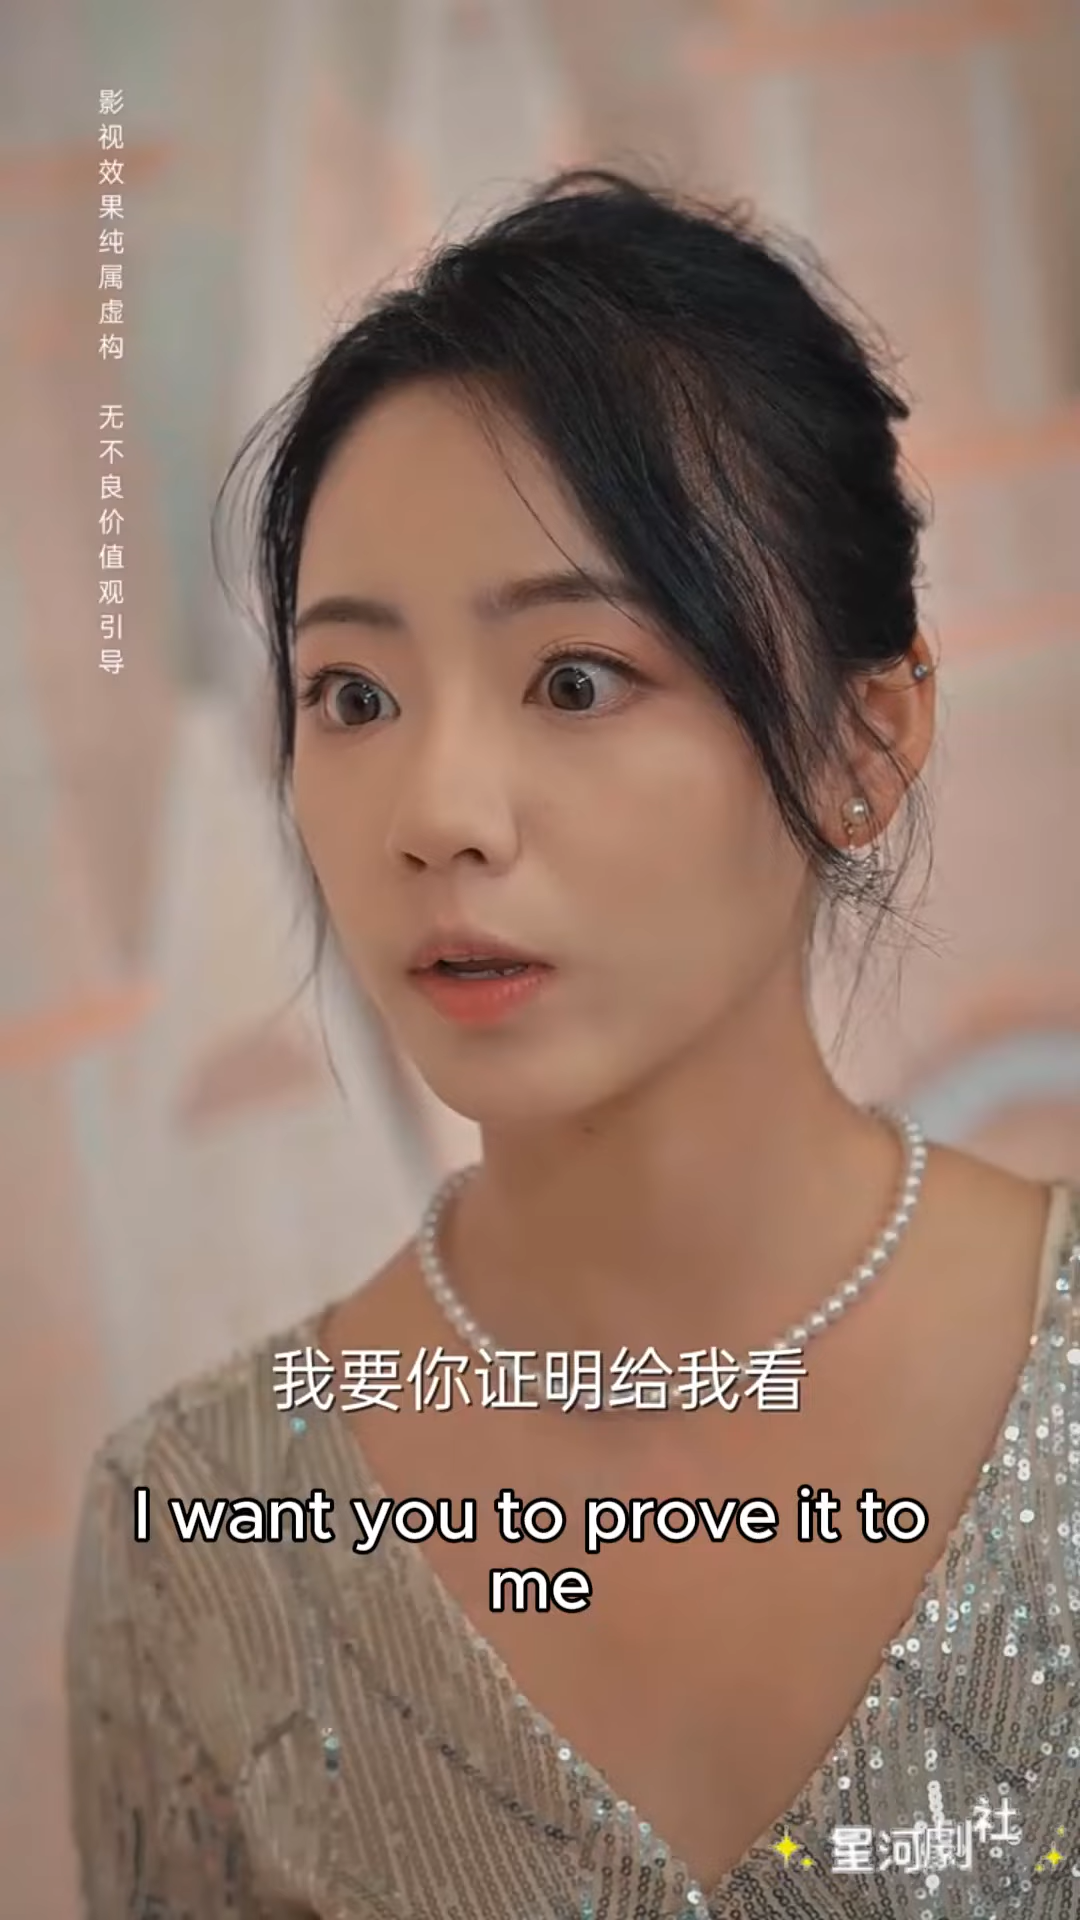 影视效果纯属虚构 无不良价值观引导
我要你证明给我看
I want you to prove it to
me
星河劇社